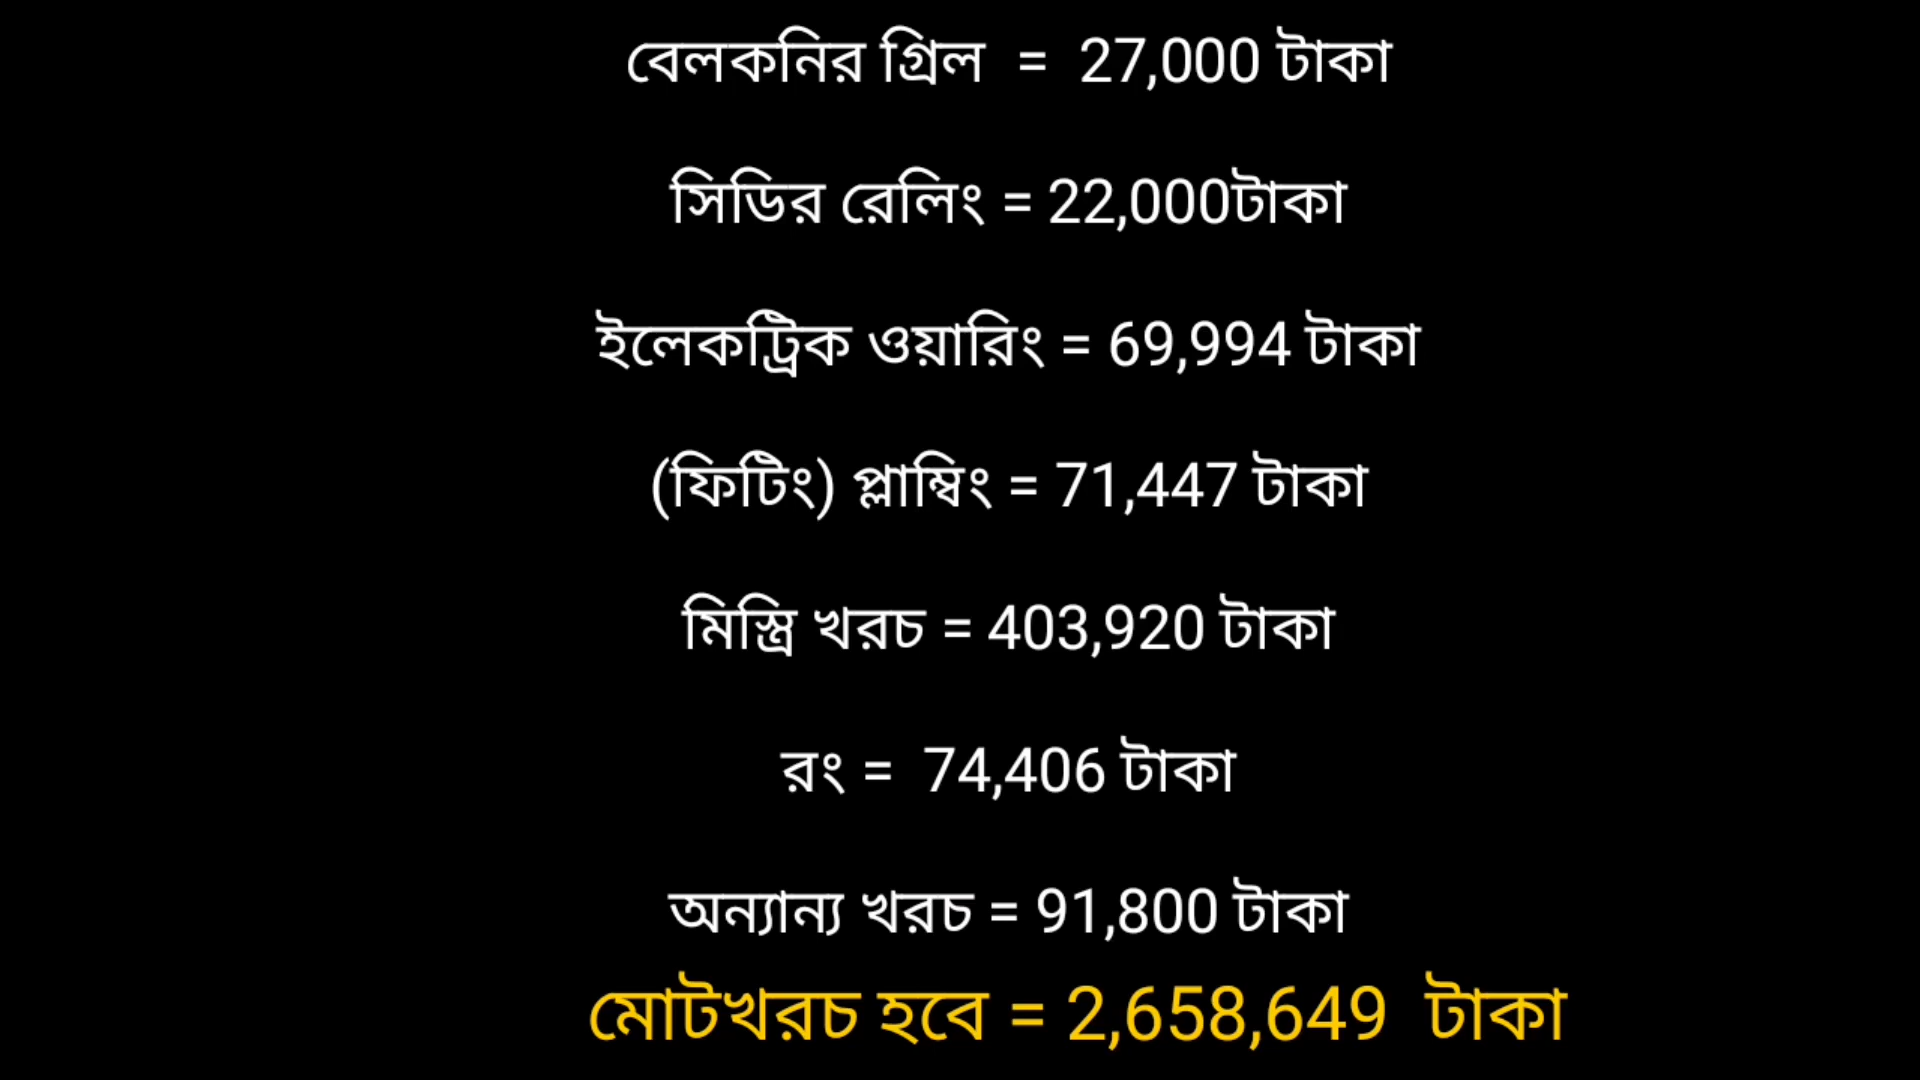 বেলকনির গ্রিল = 27,000 টাকা
সিডির রেলিং = 22,000টাকা
ইলেকট্রিক ওয়ারিং = 69,994 টাকা
(ফিটিং) প্লাম্বিং = 71,447 টাকা
মিস্ত্রি খরচ = 403,920 টাকা
রং = 74,406 টাকা
অন্যান্য খরচ = 91,800 টাকা
মোটখরচ হবে = 2,658,649 টাকা